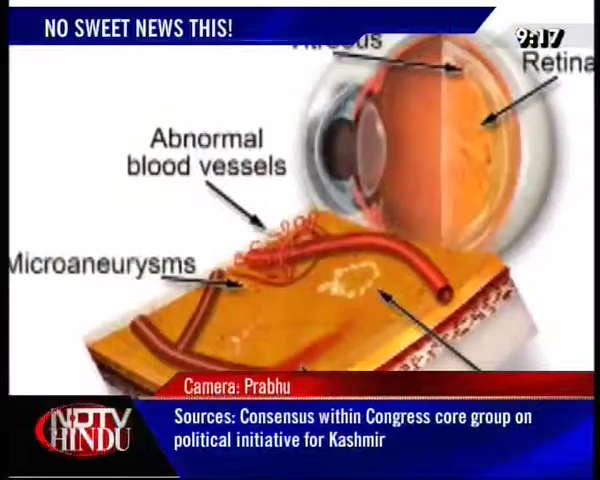 NO SWEET NEWS THIS!
9:17
Vitreous
Retina
Abnormal
blood vessels
Microaneurysms
Camera: Prabhu
NDTV
HINDU
Sources: Consensus within Congress core group on
political initiative for Kashmir